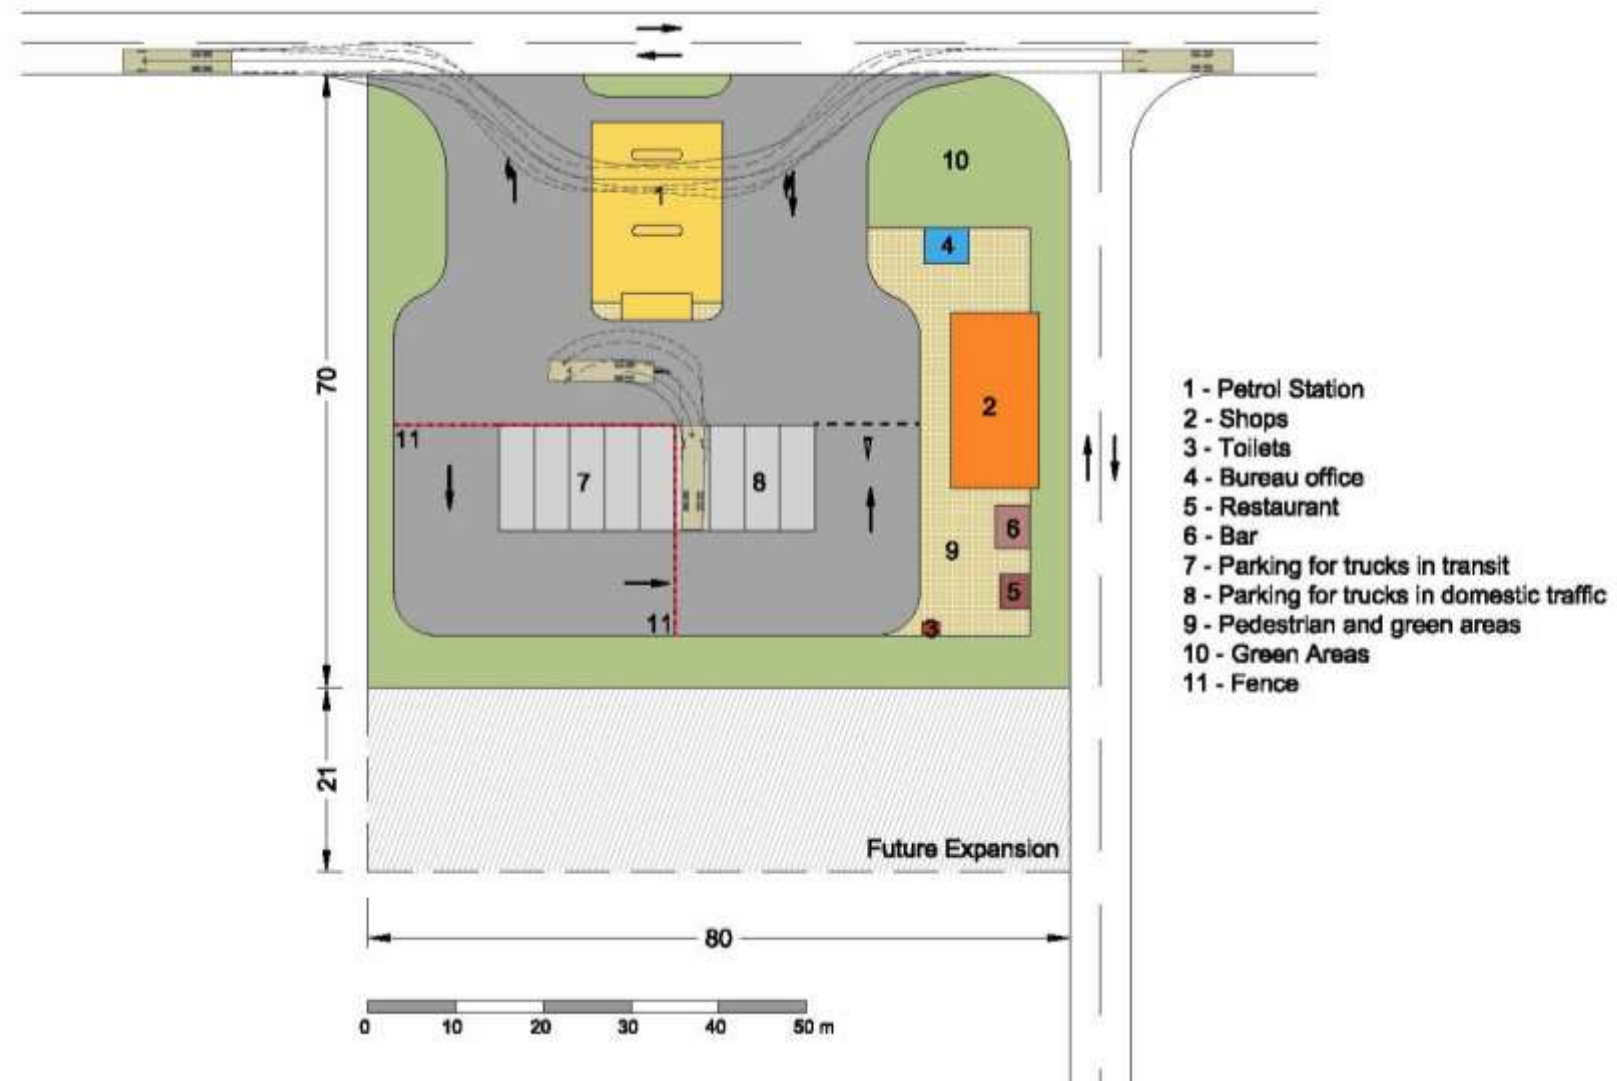 1
10
4
70
2
11
7
8
6
9
5
11
3
21
Future Expansion
80
0 10 20 30 40 50 m
1 - Petrol Station
2 - Shops
3 - Toilets
4 - Bureau office
5 - Restaurant
6 - Bar
7 - Parking for trucks in transit
8 - Parking for trucks in domestic traffic
9 - Pedestrian and green areas
10 - Green Areas
11 - Fence